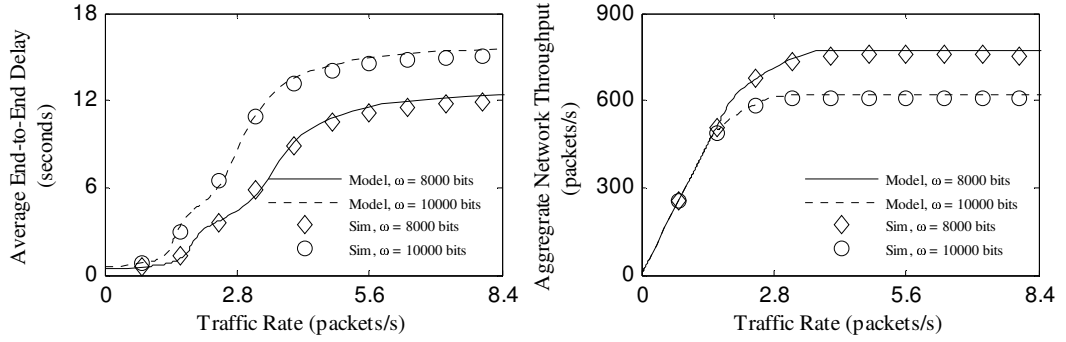 Average End-to-End Delay
(seconds)
18
12
6
0
0
2.8
5.6
8.4
Traffic Rate (packets/s)
Model, ω = 8000 bits
Model, ω = 10000 bits
Sim, ω = 8000 bits
Sim, ω = 10000 bits
Aggregrate Network Throughput
(packets/s)
900
600
300
0
0
2.8
5.6
8.4
Traffic Rate (packets/s)
Model, ω = 8000 bits
Model, ω = 10000 bits
Sim, ω = 8000 bits
Sim, ω = 10000 bits